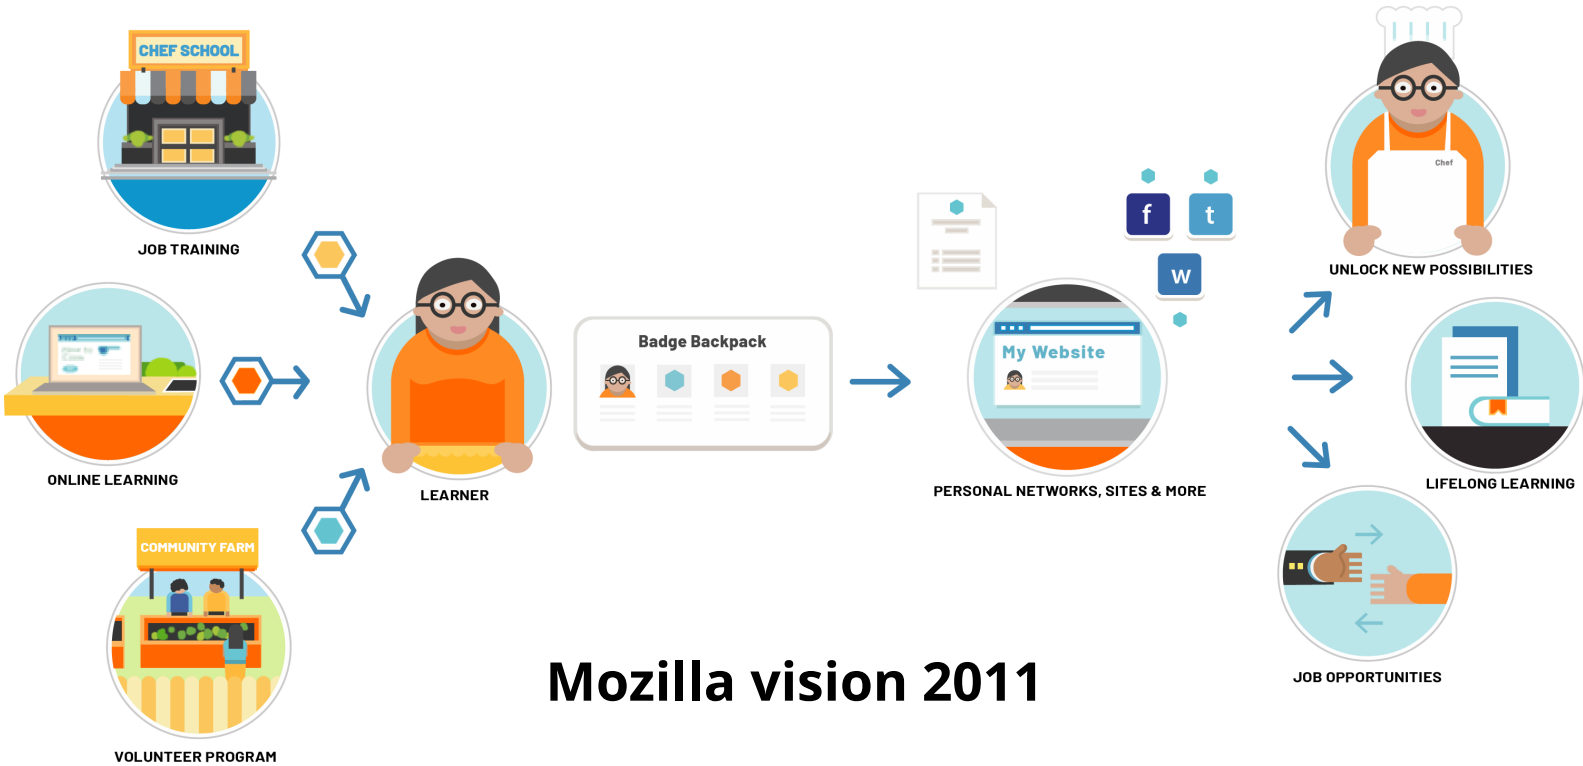 CHEF SCHOOL
JOB TRAINING
ONLINE LEARNING
COMMUNITY FARM
VOLUNTEER PROGRAM
LEARNER
Badge Backpack
f
t
w
My Website
PERSONAL NETWORKS, SITES & MORE
Chef
UNLOCK NEW POSSIBILITIES
LIFELONG LEARNING
JOB OPPORTUNITIES
Mozilla vision 2011